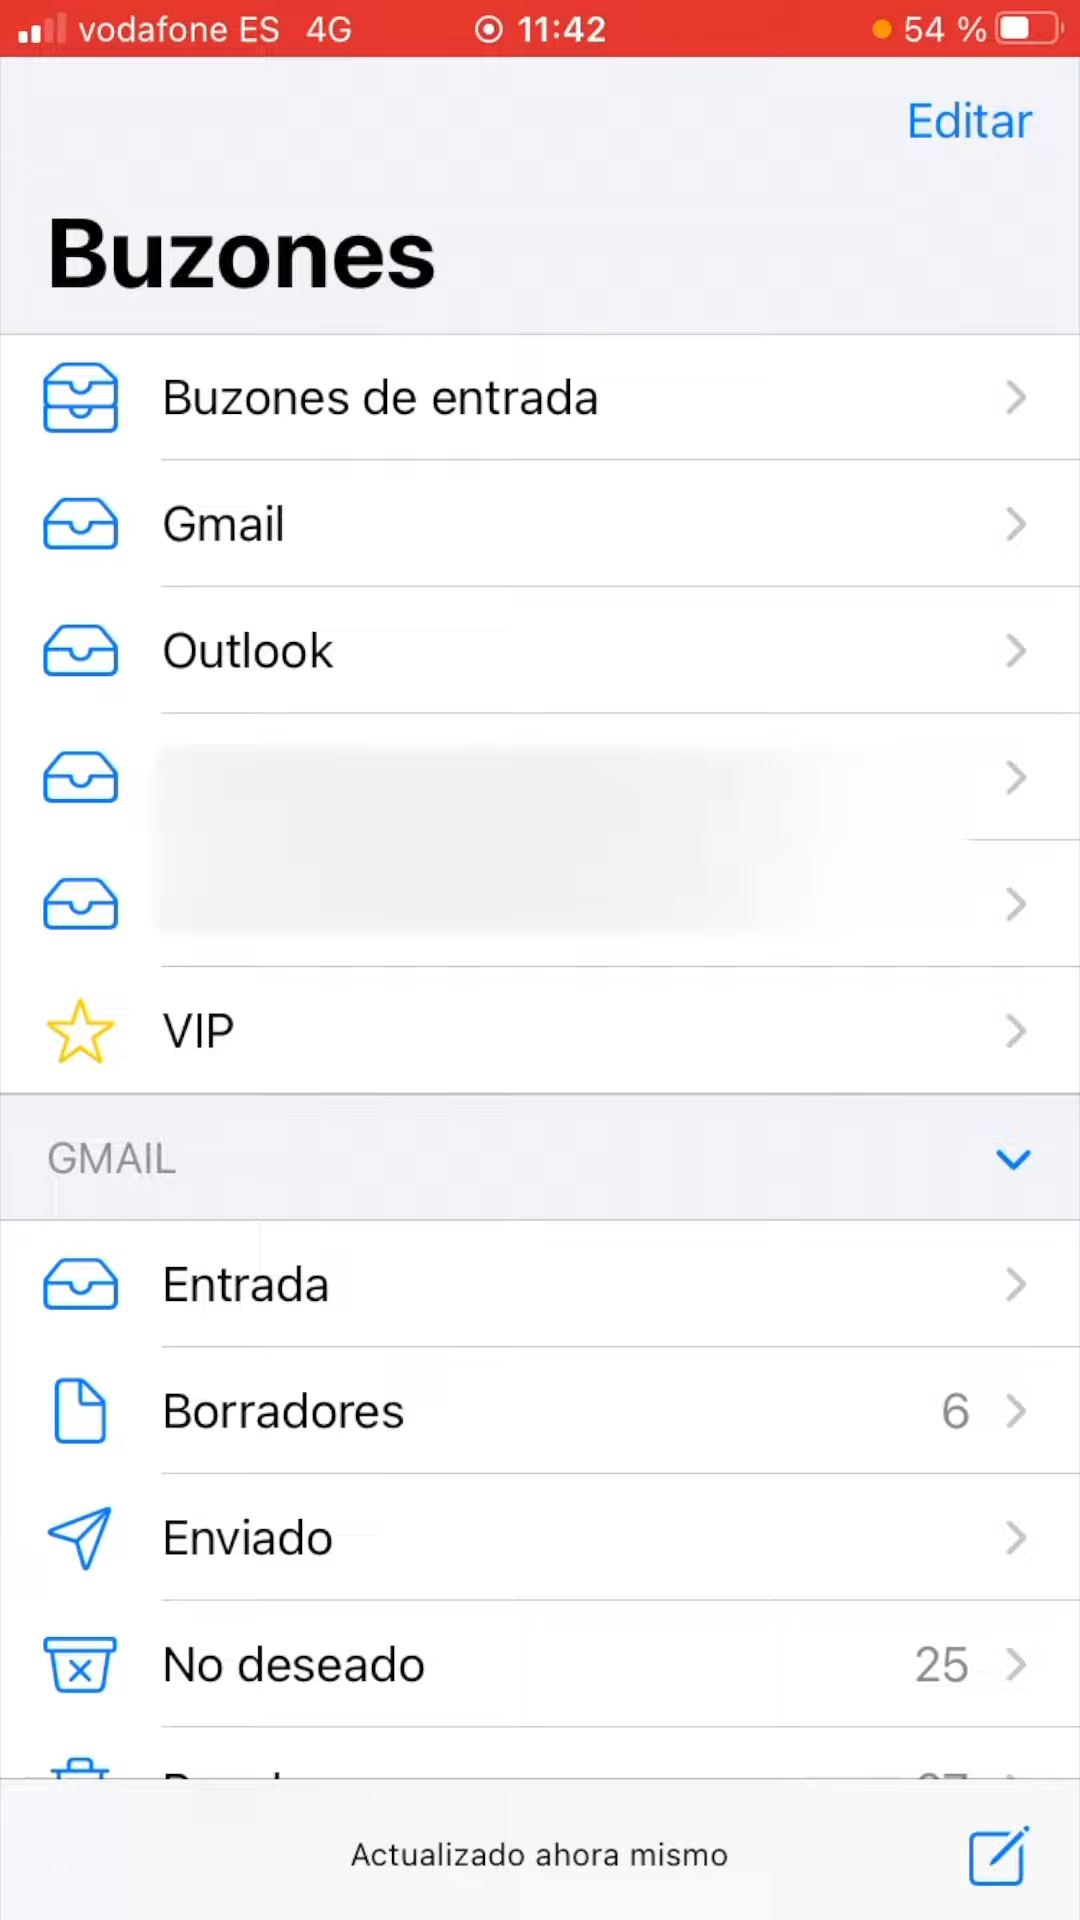 vodafone ES 4G 11:42 54 %
Editar
Buzones
Buzones de entrada
Gmail
Outlook
VIP
GMAIL
Entrada
Borradores 6
Enviado
No deseado 25
Actualizado ahora mismo